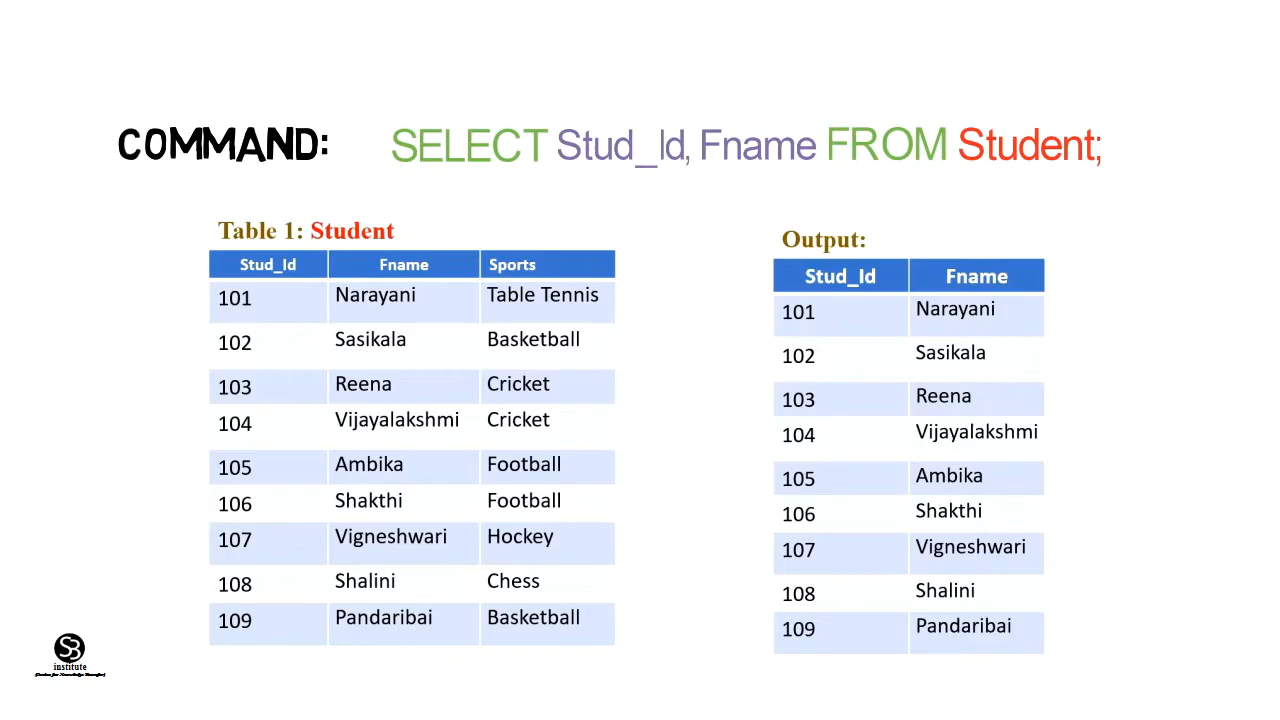 COMMAND: SELECT Stud_Id, Fname FROM Student;
Table 1: Student
Stud_Id Fname Sports
101 Narayani Table Tennis
102 Sasikala Basketball
103 Reena Cricket
104 Vijayalakshmi Cricket
105 Ambika Football
106 Shakthi Football
107 Vigneshwari Hockey
108 Shalini Chess
109 Pandaribai Basketball
Output:
Stud_Id Fname
101 Narayani
102 Sasikala
103 Reena
104 Vijayalakshmi
105 Ambika
106 Shakthi
107 Vigneshwari
108 Shalini
109 Pandaribai
SB
institute